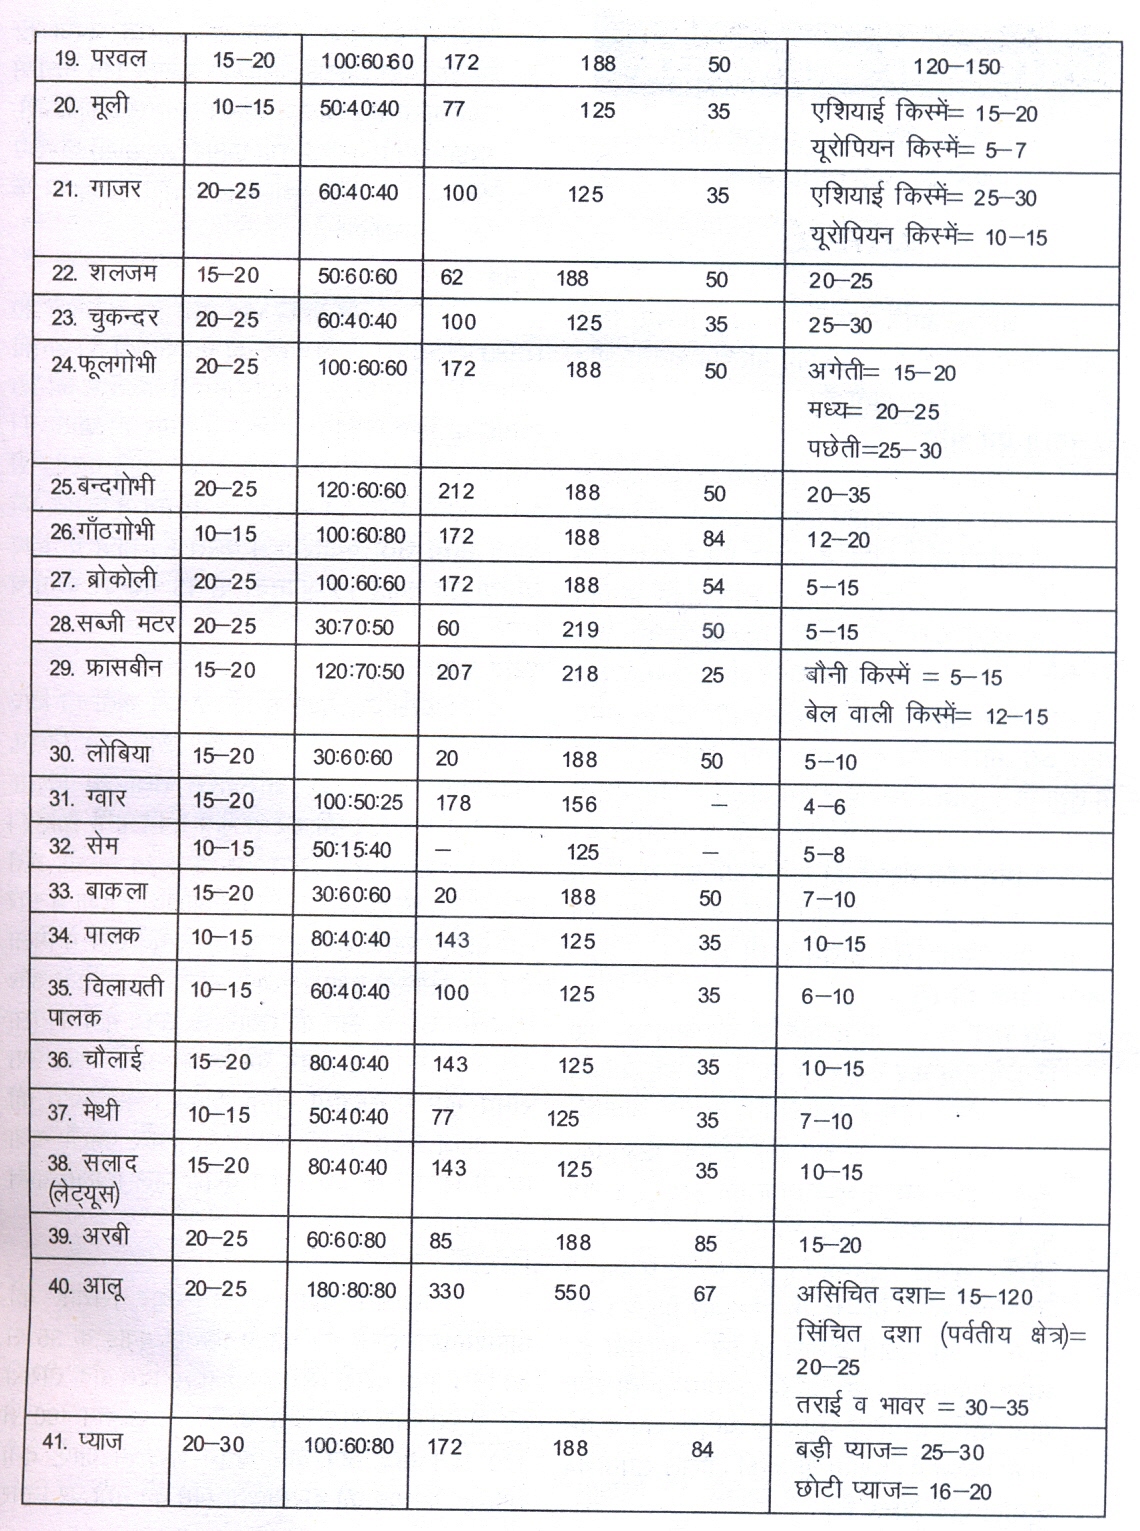 19. परवल 15–20 100:60:60 172 188 50 120–150
20. मूली 10–15 50:40:40 77 125 35 एशियाई किस्में= 15–20
यूरोपियन किस्में= 5–7
21. गाजर 20–25 60:40:40 100 125 35 एशियाई किस्में= 25–30
यूरोपियन किस्में= 10–15
22. शलजम 15–20 50:60:60 62 188 50 20–25
23. चुकन्दर 20–25 60:40:40 100 125 35 25–30
24.फूलगोभी 20–25 100:60:60 172 188 50 अगेती= 15–20
मध्य= 20–25
पछेती=25–30
25.बन्दगोभी 20–25 120:60:60 212 188 50 20–35
26.गाँठगोभी 10–15 100:60:80 172 188 84 12–20
27. ब्रोकोली 20–25 100:60:60 172 188 54 5–15
28.सब्जी मटर 20–25 30:70:50 60 219 50 5–15
29. फ्रासबीन 15–20 120:70:50 207 218 25 बौनी किस्में = 5–15
बेल वाली किस्में= 12–15
30. लोबिया 15–20 30:60:60 20 188 50 5–10
31. ग्वार 15–20 100:50:25 178 156 – 4–6
32. सेम 10–15 50:15:40 – 125 – 5–8
33. बाकला 15–20 30:60:60 20 188 50 7–10
34. पालक 10–15 80:40:40 143 125 35 10–15
35. विलायती 10–15 60:40:40 100 125 35 6–10
पालक
36. चौलाई 15–20 80:40:40 143 125 35 10–15
37. मेथी 10–15 50:40:40 77 125 35 7–10
38. सलाद 15–20 80:40:40 143 125 35 10–15
(लेट्यूस)
39. अरबी 20–25 60:60:80 85 188 85 15–20
40. आलू 20–25 180:80:80 330 550 67 असिंचित दशा= 15–120
सिंचित दशा (पर्वतीय क्षेत्र)=
20–25
तराई व भावर = 30–35
41. प्याज 20–30 100:60:80 172 188 84 बड़ी प्याज= 25–30
छोटी प्याज= 16–20